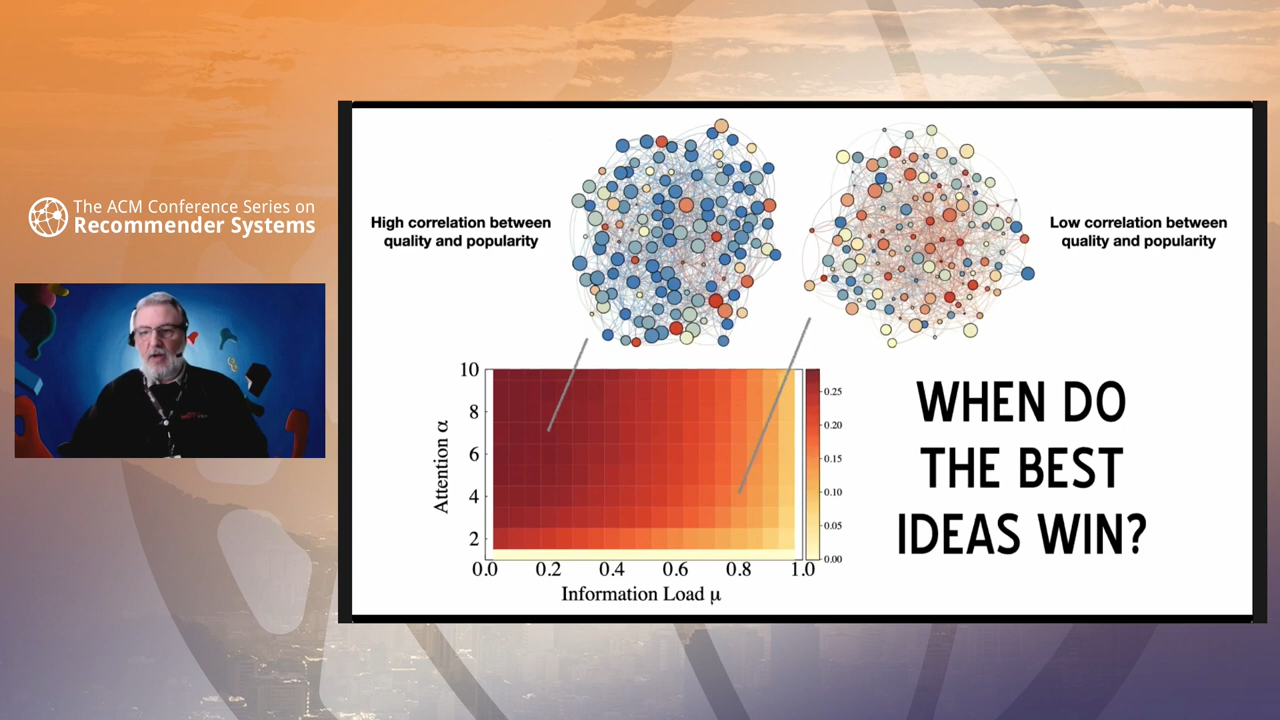 The ACM Conference Series on
Recommender Systems
High correlation between
quality and popularity
Low correlation between
quality and popularity
10
8
6
4
2
Attention α
0.0 0.2 0.4 0.6 0.8 1.0
Information Load μ
0.25
0.20
0.15
0.10
0.05
0.00
WHEN DO
THE BEST
IDEAS WIN?